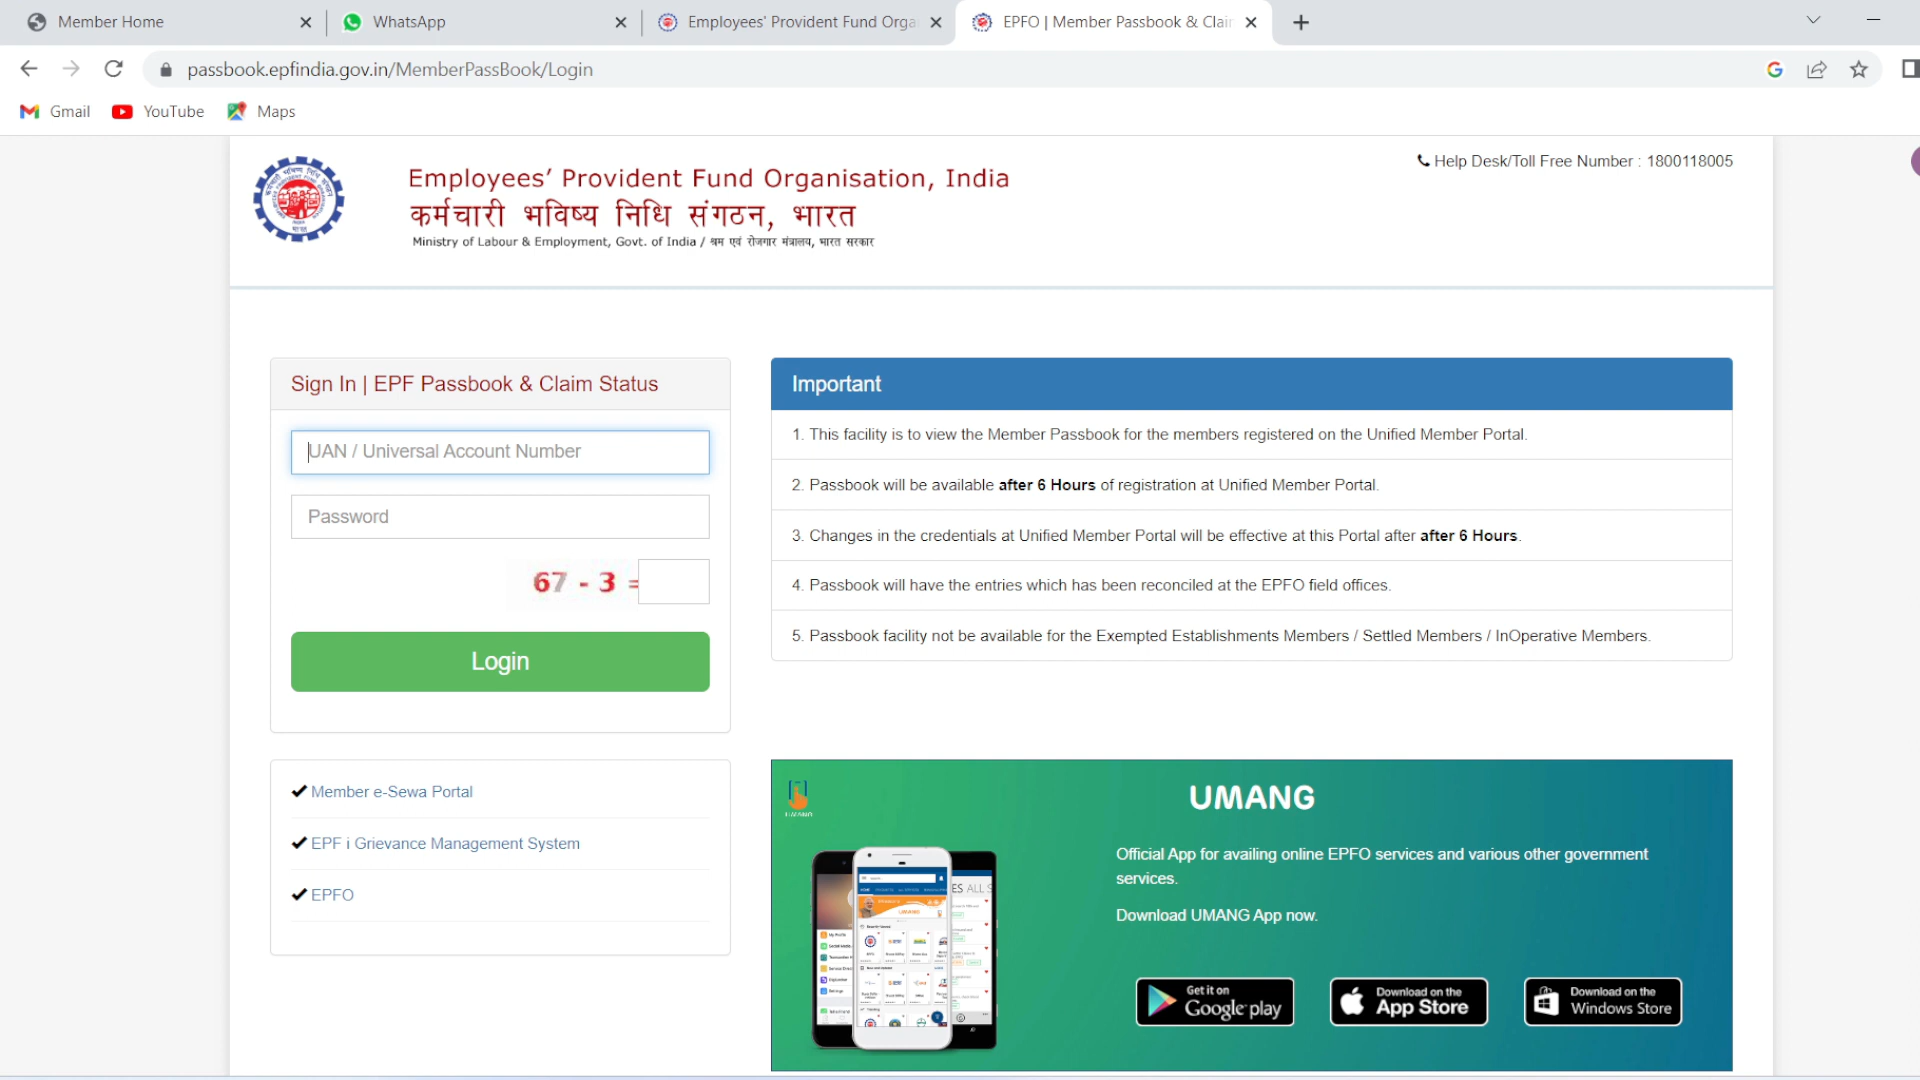 Member Home
WhatsApp
Employees' Provident Fund Orga
EPFO | Member Passbook & Clai
passbook.epfindia.gov.in/MemberPassBook/Login
Gmail
YouTube
Maps
Employees' Provident Fund Organisation, India
कर्मचारी भविष्य निधि संगठन, भारत
Ministry of Labour & Employment, Govt. of India / श्रम एवं रोजगार मंत्रालय, भारत सरकार
Help Desk/Toll Free Number : 1800118005
Sign In | EPF Passbook & Claim Status
UAN / Universal Account Number
Password
67 - 3 =
Login
Important
1. This facility is to view the Member Passbook for the members registered on the Unified Member Portal.
2. Passbook will be available after 6 Hours of registration at Unified Member Portal.
3. Changes in the credentials at Unified Member Portal will be effective at this Portal after after 6 Hours.
4. Passbook will have the entries which has been reconciled at the EPFO field offices.
5. Passbook facility not be available for the Exempted Establishments Members / Settled Members / InOperative Members.
Member e-Sewa Portal
EPF i Grievance Management System
EPFO
UMANG
UMANG
Official App for availing online EPFO services and various other government
services.
Download UMANG App now.
Get it on
Google play
Download on the
App Store
Download on the
Windows Store